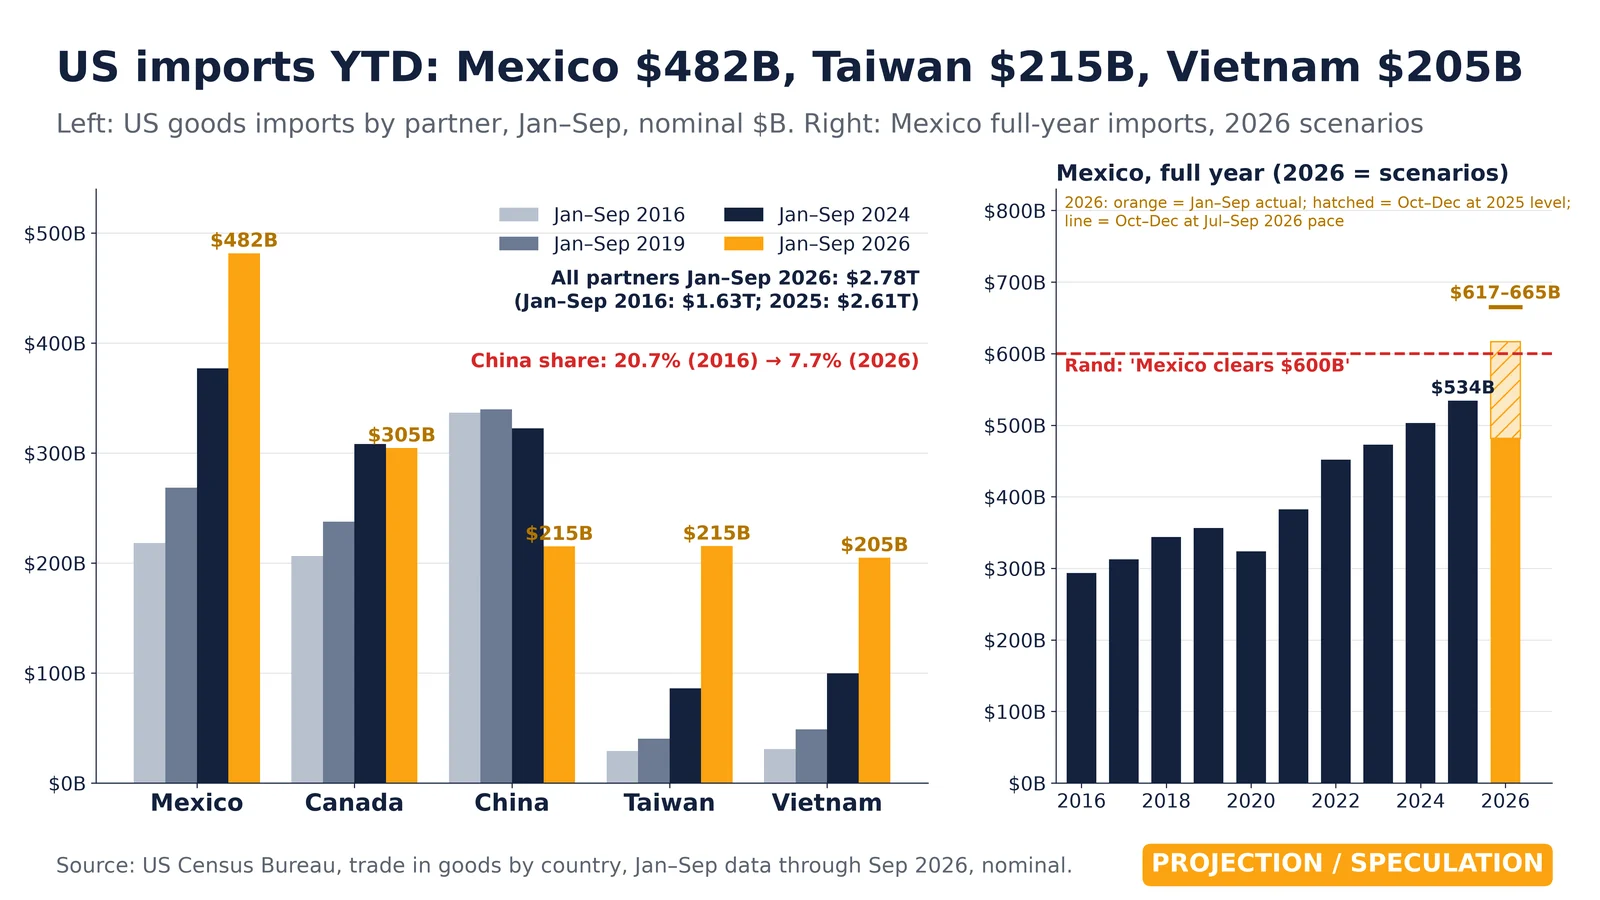 US imports YTD: Mexico $482B, Taiwan $215B, Vietnam $205B
Left: US goods imports by partner, Jan–Sep, nominal $B. Right: Mexico full-year imports, 2026 scenarios
$500B
$400B
$300B
$200B
$100B
$0B
Jan–Sep 2016
Jan–Sep 2019
Jan–Sep 2024
Jan–Sep 2026
All partners Jan–Sep 2026: $2.78T
(Jan–Sep 2016: $1.63T; 2025: $2.61T)
China share: 20.7% (2016) → 7.7% (2026)
$482B
$305B
$215B
$215B
$205B
Mexico
Canada
China
Taiwan
Vietnam
Mexico, full year (2026 = scenarios)
2026: orange = Jan–Sep actual; hatched = Oct–Dec at 2025 level;
line = Oct–Dec at Jul–Sep 2026 pace
$800B
$700B
$600B
$500B
$400B
$300B
$200B
$100B
$0B
$617–665B
Rand: 'Mexico clears $600B'
$534B
2016
2018
2020
2022
2024
2026
Source: US Census Bureau, trade in goods by country, Jan–Sep data through Sep 2026, nominal.
PROJECTION / SPECULATION